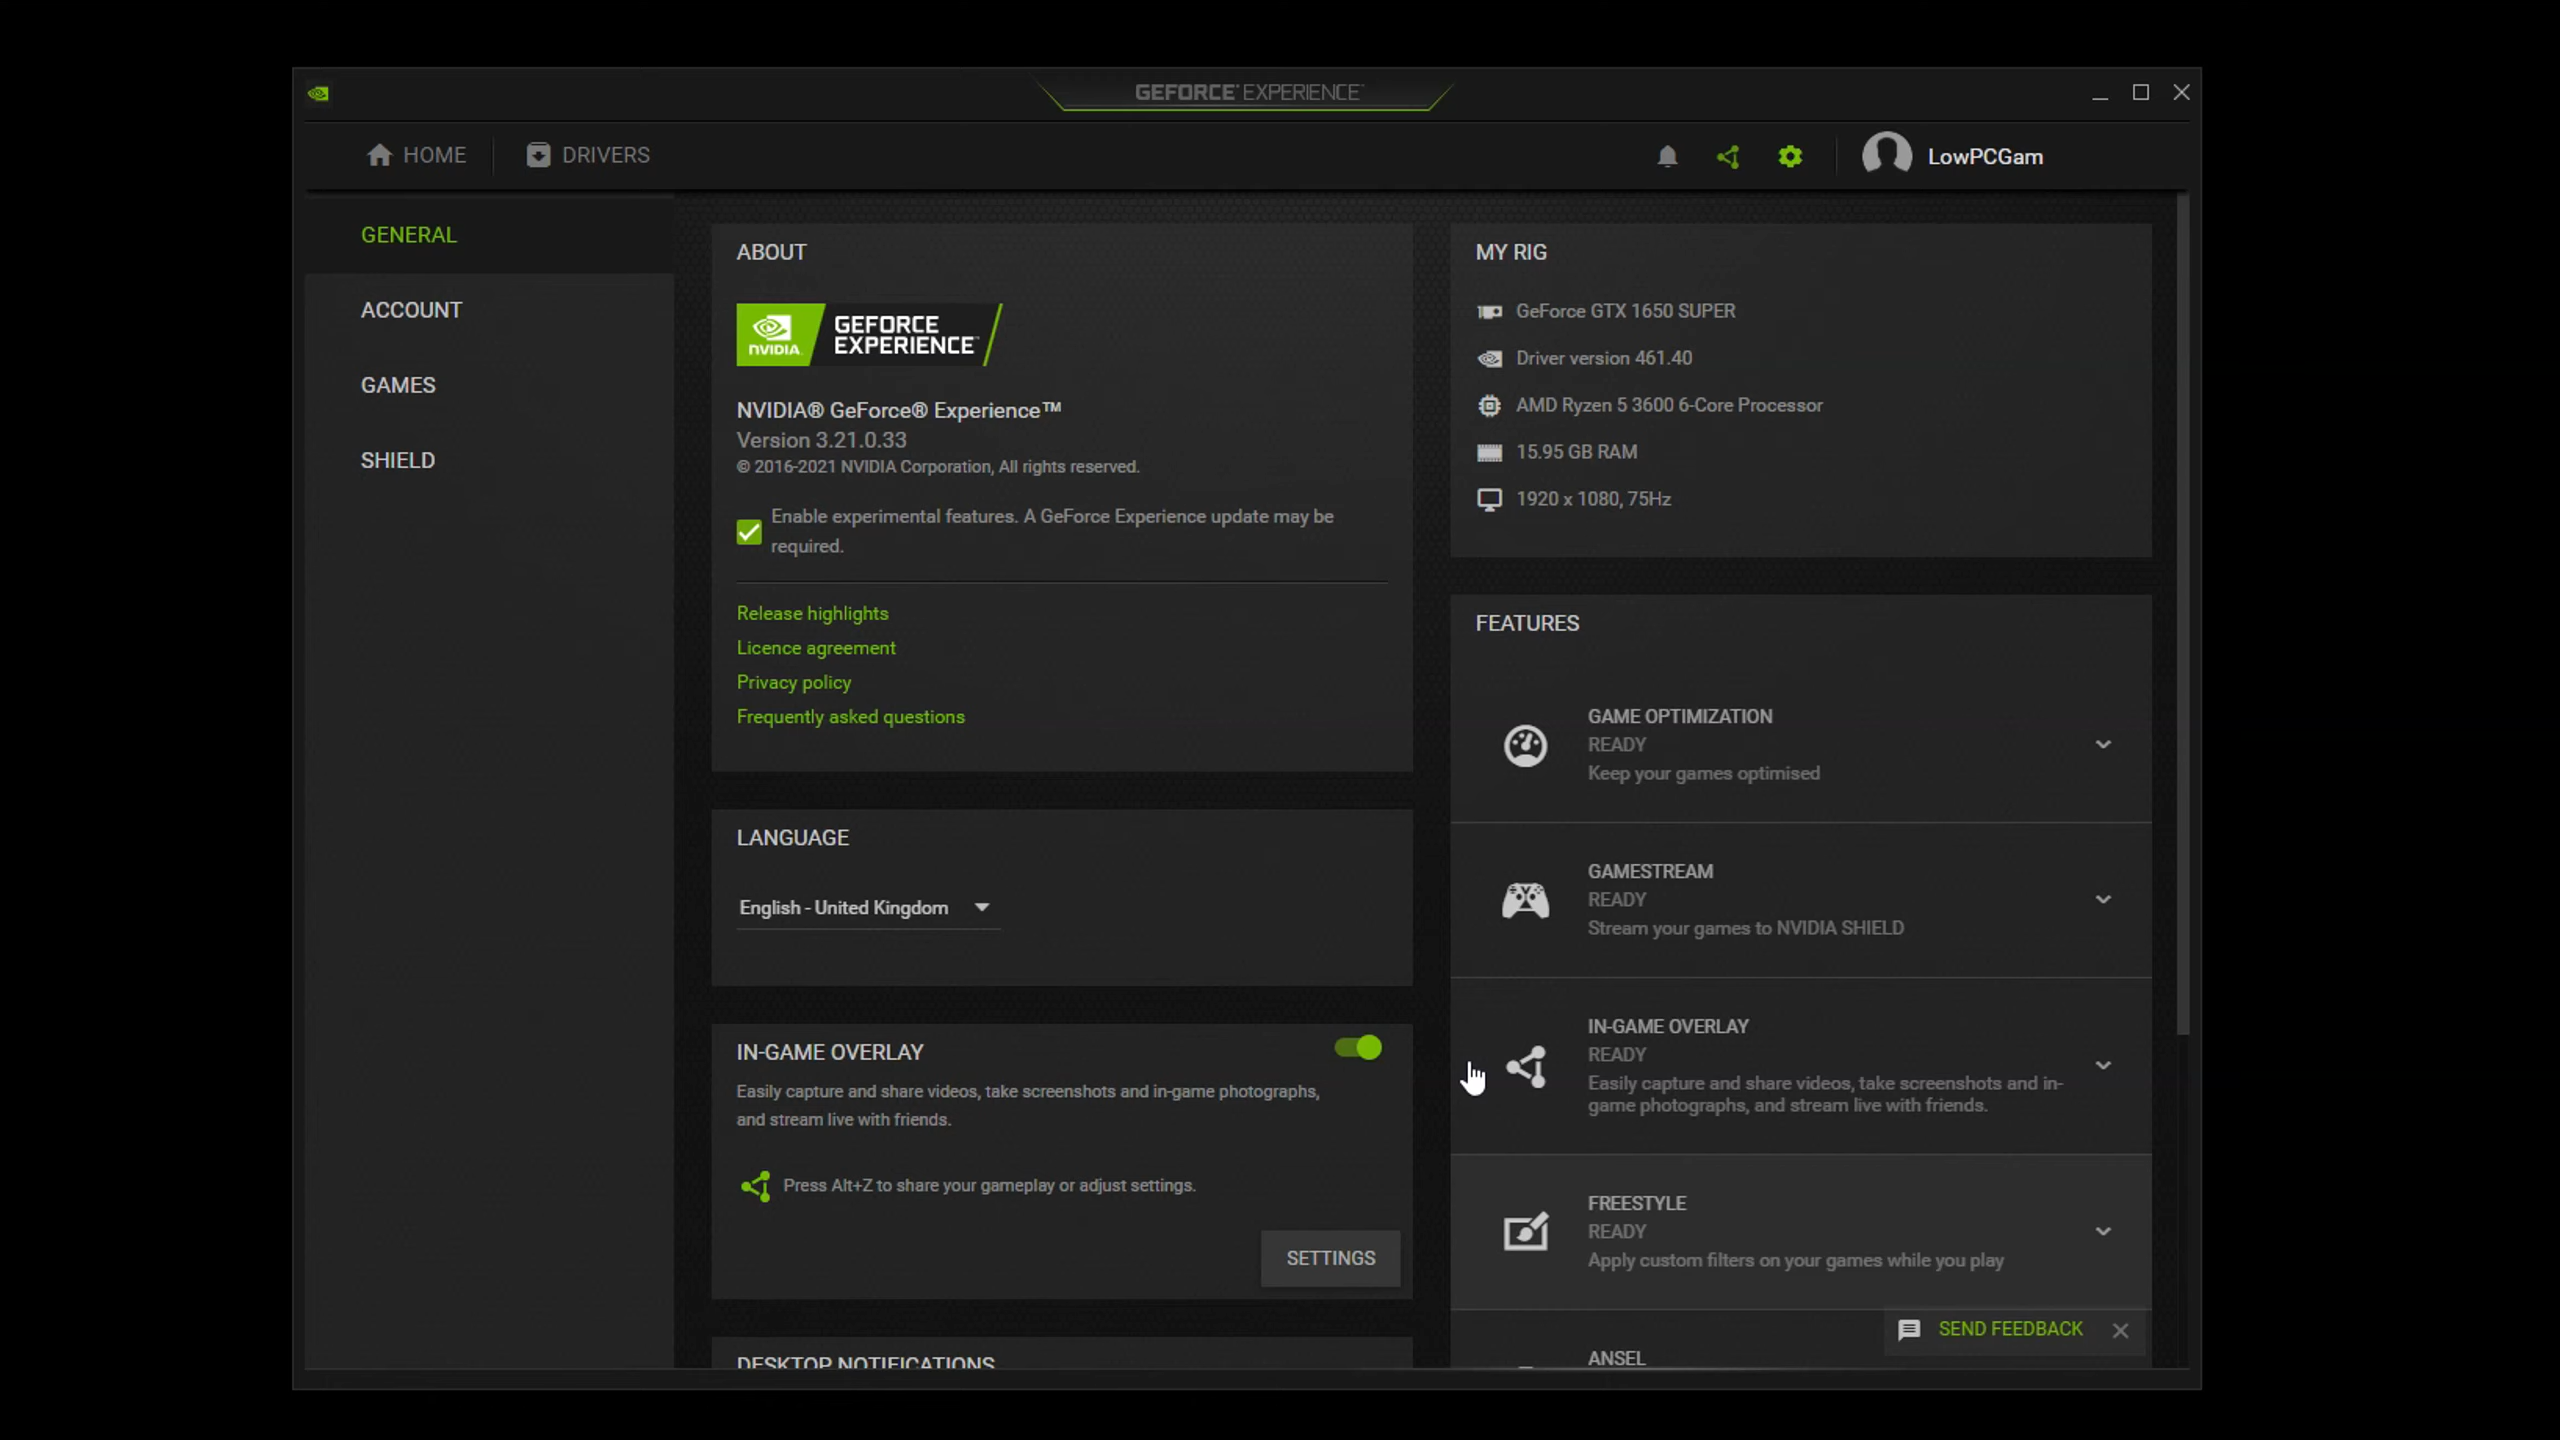 GEFORCE® EXPERIENCE™
HOME
DRIVERS
LowPCGam
GENERAL
ACCOUNT
GAMES
SHIELD
ABOUT
NVIDIA.
GEFORCE
EXPERIENCE™
NVIDIA® GeForce® Experience™
Version 3.21.0.33
© 2016-2021 NVIDIA Corporation, All rights reserved.
Enable experimental features. A GeForce Experience update may be
required.
Release highlights
Licence agreement
Privacy policy
Frequently asked questions
LANGUAGE
English - United Kingdom
IN-GAME OVERLAY
Easily capture and share videos, take screenshots and in-game photographs,
and stream live with friends.
Press Alt+Z to share your gameplay or adjust settings.
SETTINGS
DESKTOP NOTIFICATIONS
MY RIG
GeForce GTX 1650 SUPER
Driver version 461.40
AMD Ryzen 5 3600 6-Core Processor
15.95 GB RAM
1920 x 1080, 75Hz
FEATURES
GAME OPTIMIZATION
READY
Keep your games optimised
GAMESTREAM
READY
Stream your games to NVIDIA SHIELD
IN-GAME OVERLAY
READY
Easily capture and share videos, take screenshots and in-
game photographs, and stream live with friends.
FREESTYLE
READY
Apply custom filters on your games while you play
ANSEL
SEND FEEDBACK